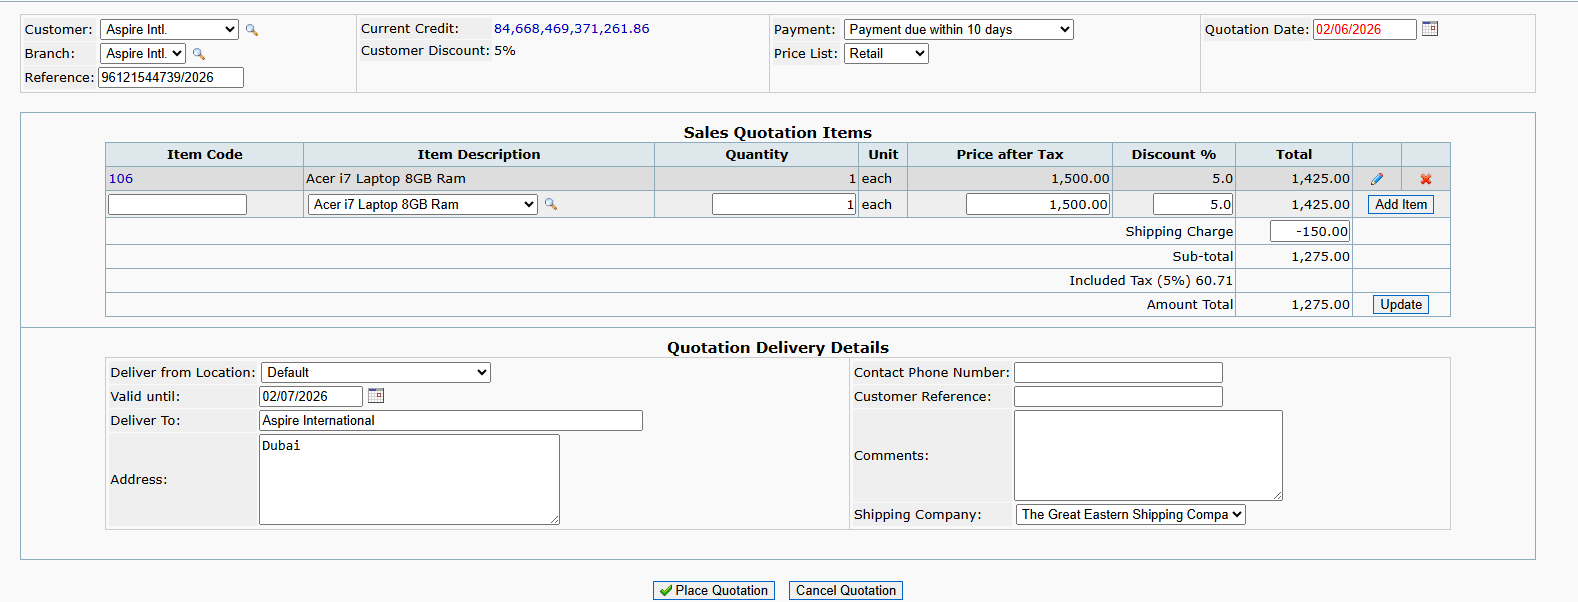 Customer: Aspire Intl. Current Credit: 84,668,469,371,261.86 Payment: Payment due within 10 days Quotation Date: 02/06/2026
Branch: Aspire Intl. Customer Discount: 5% Price List: Retail
Reference: 96121544739/2026
Sales Quotation Items
Item Code Item Description Quantity Unit Price after Tax Discount % Total
106 Acer i7 Laptop 8GB Ram 1 each 1,500.00 5.0 1,425.00
Acer i7 Laptop 8GB Ram 1 each 1,500.00 5.0 1,425.00 Add Item
Shipping Charge -150.00
Sub-total 1,275.00
Included Tax (5%) 60.71
Amount Total 1,275.00 Update
Quotation Delivery Details
Deliver from Location: Default Contact Phone Number:
Valid until: 02/07/2026 Customer Reference:
Deliver To: Aspire International
Address: Dubai
Comments:
Shipping Company: The Great Eastern Shipping Compa
Place Quotation Cancel Quotation